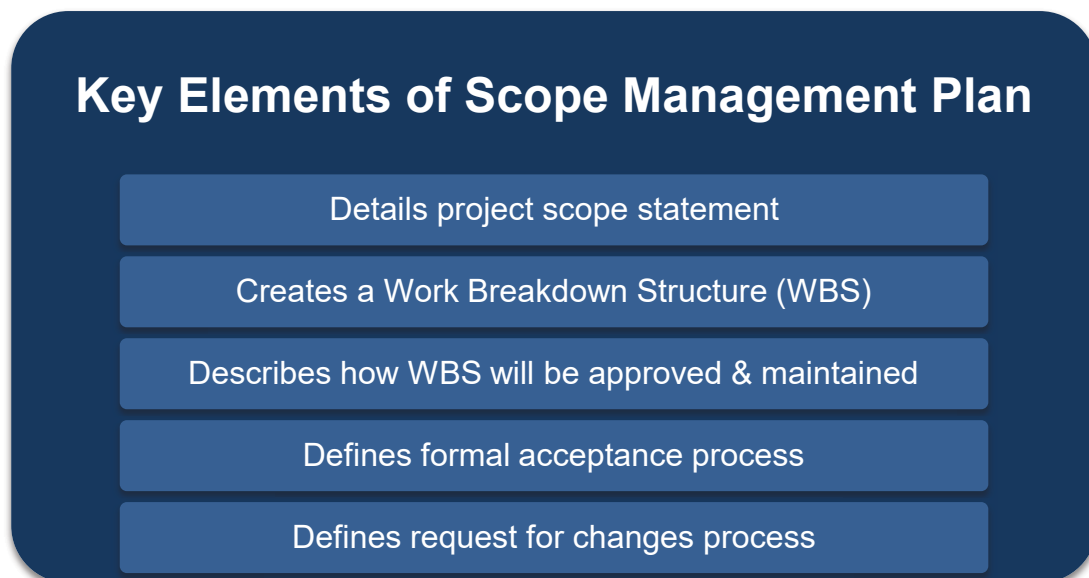 Key Elements of Scope Management Plan
Details project scope statement
Creates a Work Breakdown Structure (WBS)
Describes how WBS will be approved & maintained
Defines formal acceptance process
Defines request for changes process